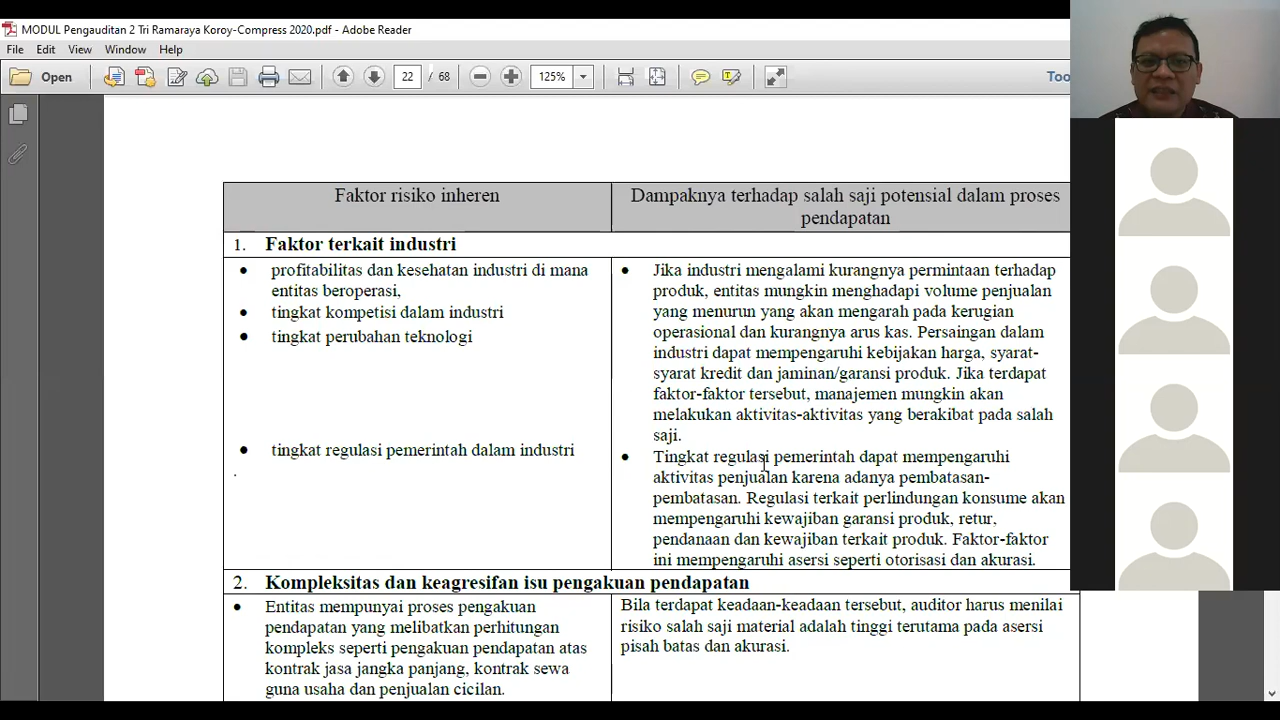 MODUL Pengauditan 2 Tri Ramaraya Koroy-Compress 2020.pdf - Adobe Reader
File Edit View Window Help
Open 22 / 68 125% Too
Faktor risiko inheren
Dampaknya terhadap salah saji potensial dalam proses
pendapatan
1. Faktor terkait industri
• profitabilitas dan kesehatan industri di mana
entitas beroperasi,
• tingkat kompetisi dalam industri
• tingkat perubahan teknologi
• tingkat regulasi pemerintah dalam industri
.
• Jika industri mengalami kurangnya permintaan terhadap
produk, entitas mungkin menghadapi volume penjualan
yang menurun yang akan mengarah pada kerugian
operasional dan kurangnya arus kas. Persaingan dalam
industri dapat mempengaruhi kebijakan harga, syarat-
syarat kredit dan jaminan/garansi produk. Jika terdapat
faktor-faktor tersebut, manajemen mungkin akan
melakukan aktivitas-aktivitas yang berakibat pada salah
saji.
• Tingkat regulasi pemerintah dapat mempengaruhi
aktivitas penjualan karena adanya pembatasan-
pembatasan. Regulasi terkait perlindungan konsume akan
mempengaruhi kewajiban garansi produk, retur,
pendanaan dan kewajiban terkait produk. Faktor-faktor
ini mempengaruhi asersi seperti otorisasi dan akurasi.
2. Kompleksitas dan keagresifan isu pengakuan pendapatan
• Entitas mempunyai proses pengakuan
pendapatan yang melibatkan perhitungan
kompleks seperti pengakuan pendapatan atas
kontrak jasa jangka panjang, kontrak sewa
guna usaha dan penjualan cicilan.
Bila terdapat keadaan-keadaan tersebut, auditor harus menilai
risiko salah saji material adalah tinggi terutama pada asersi
pisah batas dan akurasi.